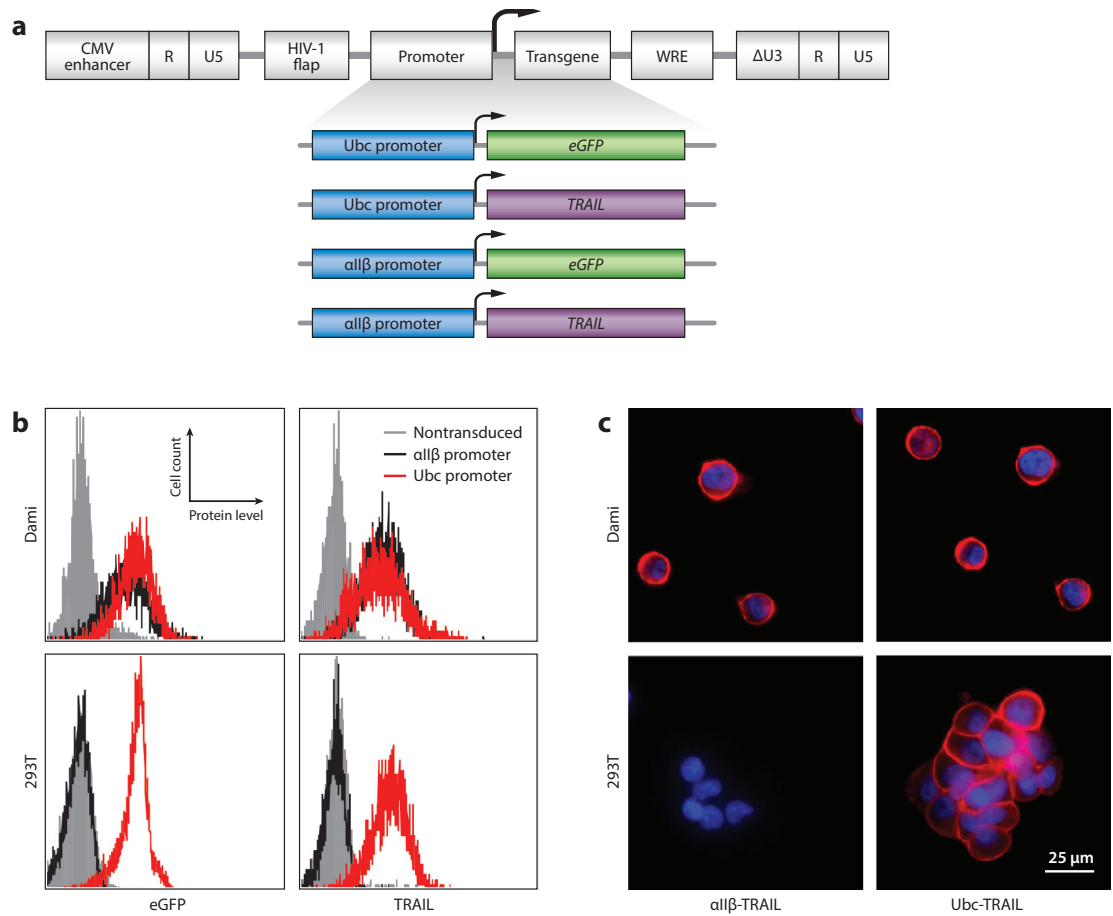 a
CMV enhancer
R
U5
HIV-1 flap
Promoter
Transgene
WRE
ΔU3
R
U5
Ubc promoter
eGFP
Ubc promoter
TRAIL
αIIβ promoter
eGFP
αIIβ promoter
TRAIL
b
Dami
Cell count
Protein level
Nontransduced
αIIβ promoter
Ubc promoter
293T
eGFP
TRAIL
c
Dami
293T
25 μm
αIIβ-TRAIL
Ubc-TRAIL